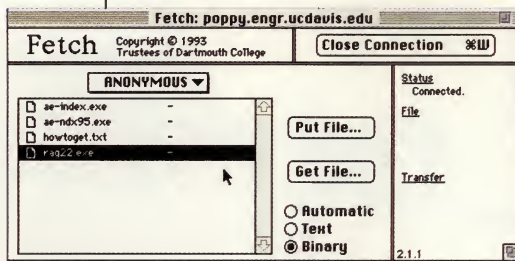 Fetch: poppy.engr.ucdavis.edu
Fetch
Copyright © 1993
Trustees of Dartmouth College
Close Connection ⌘W
ANONYMOUS
ae-index.exe -
ae-ndx95.exe -
howtoget.txt -
rag22.exe -
Put File...
Get File...
Automatic
Text
Binary
Status
Connected.
File
Transfer
2.1.1